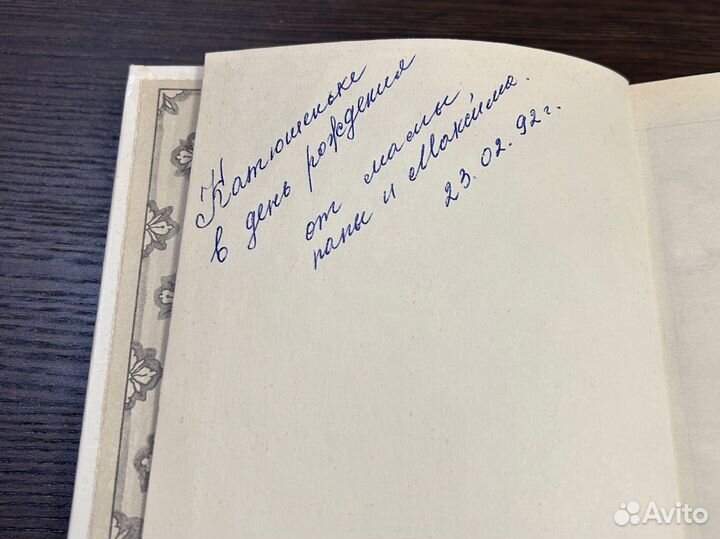 Катюшеньке
в день рождения
от мамы,
папы и Максима.
23.02.92г.
Avito